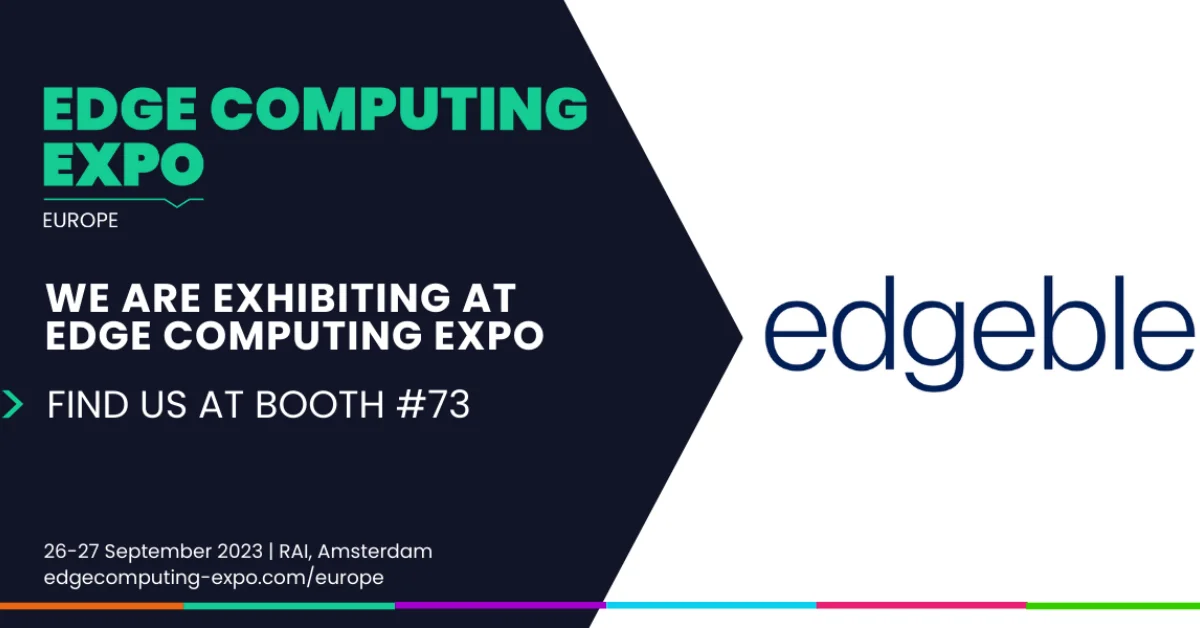 EDGE COMPUTING
EXPO
EUROPE
WE ARE EXHIBITING AT
EDGE COMPUTING EXPO
FIND US AT BOOTH #73
26-27 September 2023 | RAI, Amsterdam
edgecomputing-expo.com/europe
edgeble